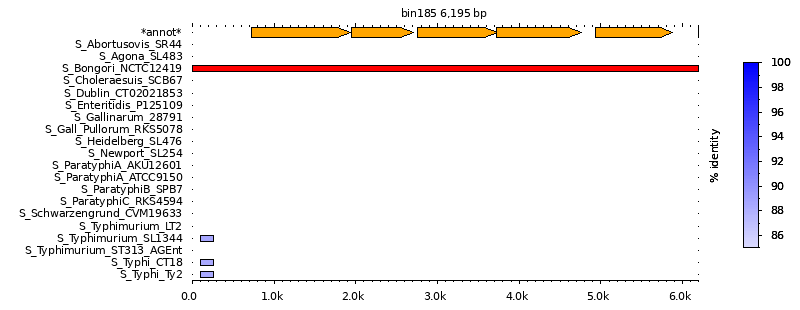 bin185 6,195 bp
*annot*
S_Abortusovis_SR44
S_Agona_SL483
S_Bongori_NCTC12419
S_Choleraesuis_SCB67
S_Dublin_CT02021853
S_Enteritidis_P125109
S_Gallinarum_28791
S_Gall_Pullorum_RKS5078
S_Heidelberg_SL476
S_Newport_SL254
S_ParatyphiA_AKU12601
S_ParatyphiA_ATCC9150
S_ParatyphiB_SPB7
S_ParatyphiC_RKS4594
S_Schwarzengrund_CVM19633
S_Typhimurium_LT2
S_Typhimurium_SL1344
S_Typhimurium_ST313_AGEnt
S_Typhi_CT18
S_Typhi_Ty2
0.0 1.0k 2.0k 3.0k 4.0k 5.0k 6.0k
% identity
100
98
96
94
92
90
88
86